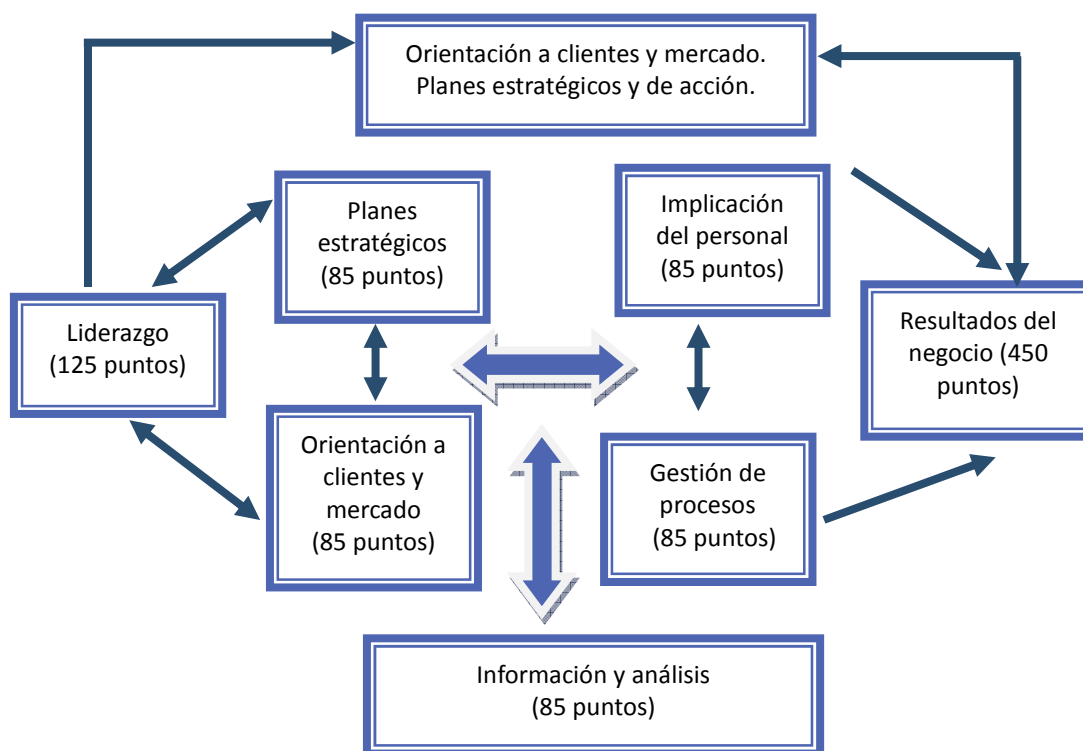 Orientación a clientes y mercado.
Planes estratégicos y de acción.
Planes
estratégicos
(85 puntos)
Implicación
del personal
(85 puntos)
Liderazgo
(125 puntos)
Resultados del
negocio (450
puntos)
Orientación a
clientes y
mercado
(85 puntos)
Gestión de
procesos
(85 puntos)
Información y análisis
(85 puntos)